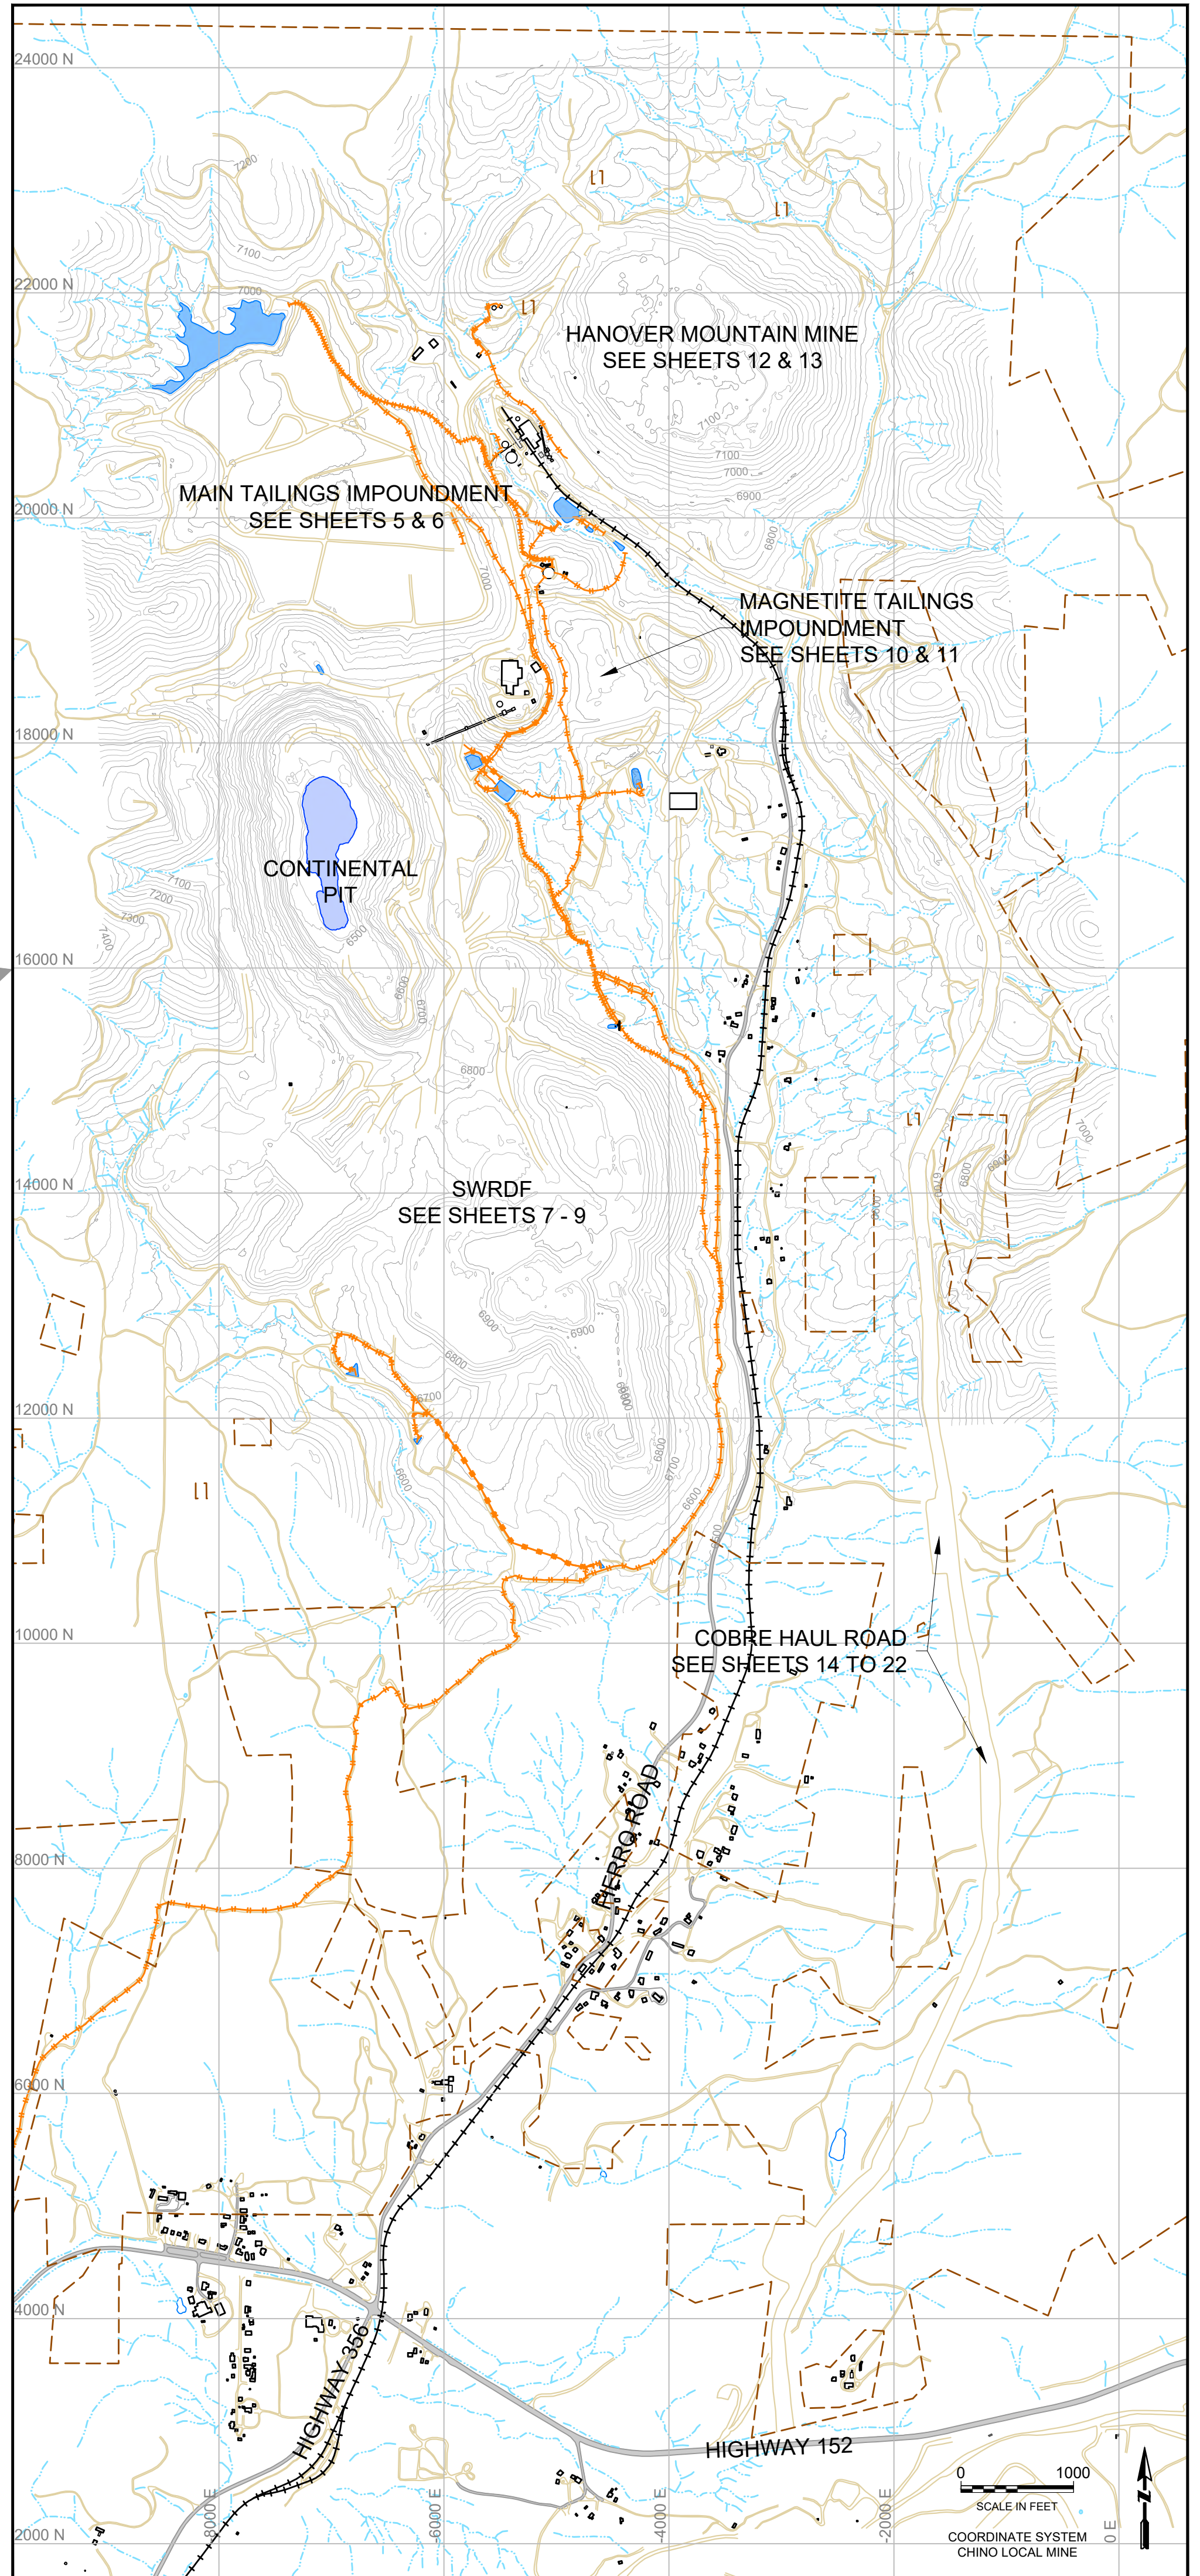 24000 N
7200
7100
7000
22000 N
HANOVER MOUNTAIN MINE
SEE SHEETS 12 & 13
7100
7100
7000
6900
MAIN TAILINGS IMPOUNDMENT
SEE SHEETS 5 & 6
20000 N
6800
7000
MAGNETITE TAILINGS
IMPOUNDMENT
SEE SHEETS 10 & 11
18000 N
CONTINENTAL
PIT
7100
7200
7300
7400
6500
16000 N
6600
6700
6800
7000
6900
6800
14000 N
SWRDF
SEE SHEETS 7 - 9
6900
6900
6800
6700
12000 N
6800
6700
6600
6600
6600
10000 N
COBRE HAUL ROAD
SEE SHEETS 14 TO 22
PIERRO ROAD
8000 N
6000 N
4000 N
HIGHWAY 356
HIGHWAY 152
0 1000
SCALE IN FEET
N
-8000 E
-6000 E
-4000 E
-2000 E
0 E
2000 N
COORDINATE SYSTEM
CHINO LOCAL MINE